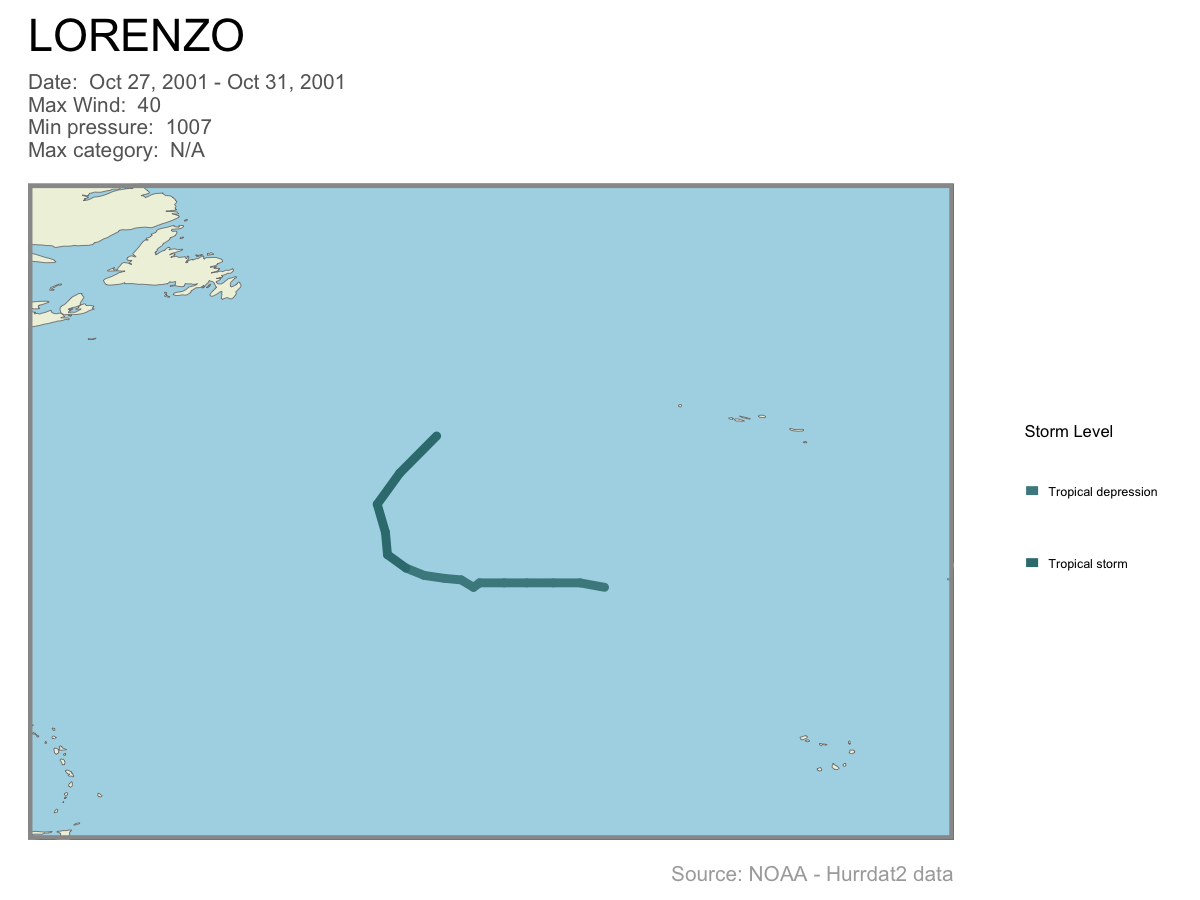 LORENZO
Date:  Oct 27, 2001 - Oct 31, 2001
Max Wind:  40
Min pressure:  1007
Max category:  N/A
Storm Level
Tropical depression
Tropical storm
Source: NOAA - Hurrdat2 data